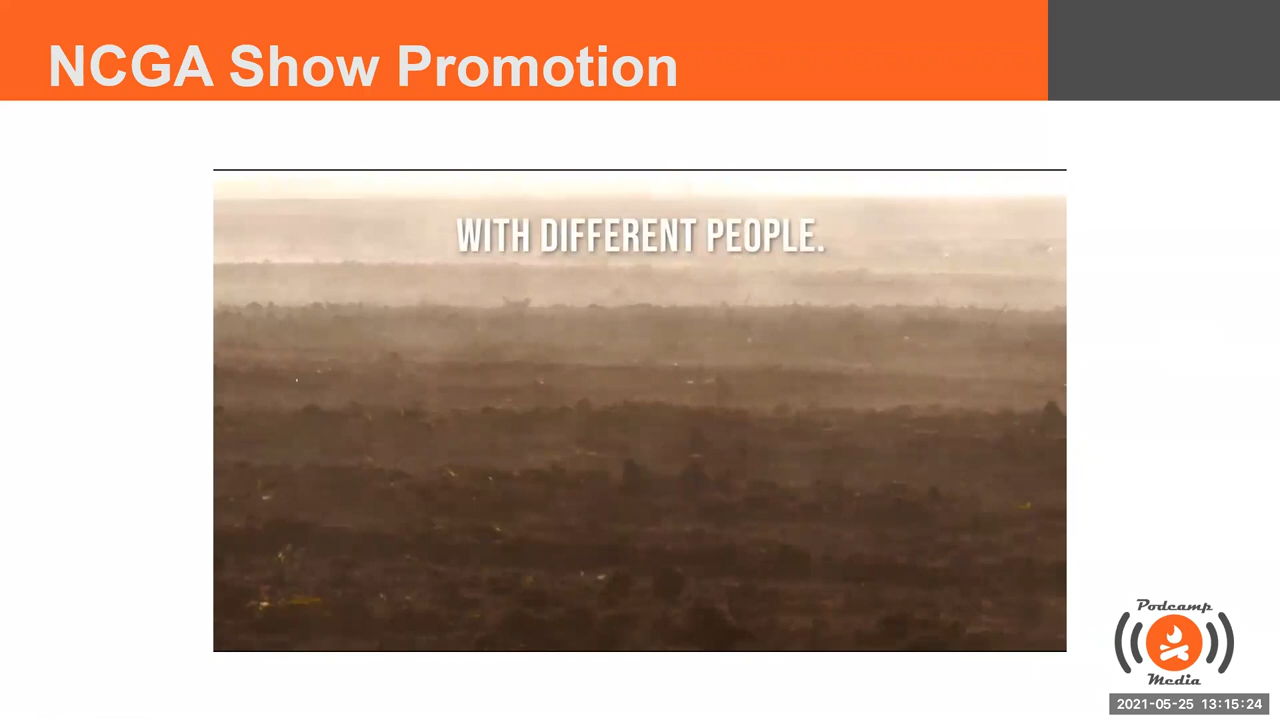 NCGA Show Promotion
WITH DIFFERENT PEOPLE.
Podcamp
Media
2021-05-25 13:15:24